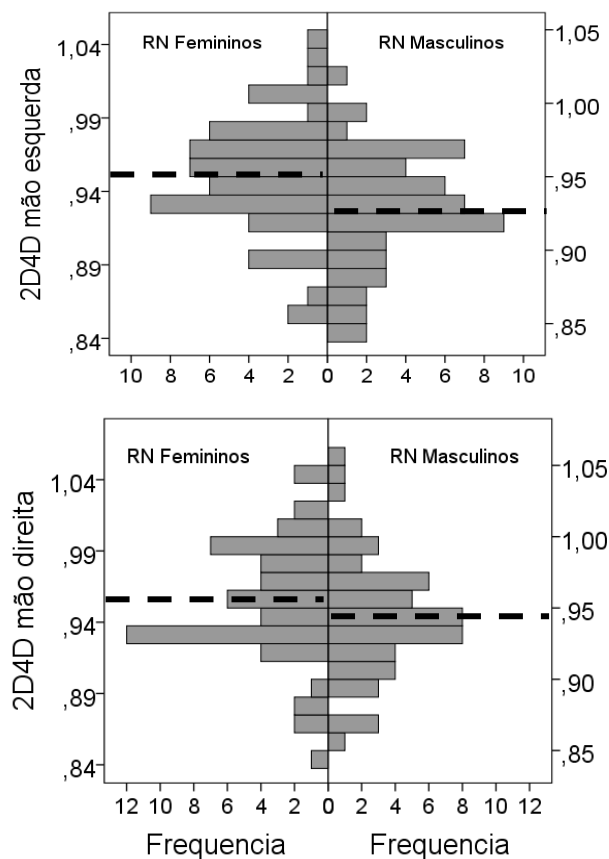 RN Femininos
RN Masculinos
2D4D mão esquerda
1,04
,99
,94
,89
,84
1,05
1,00
,95
,90
,85
10 8 6 4 2 0 2 4 6 8 10
RN Femininos
RN Masculinos
2D4D mão direita
1,04
,99
,94
,89
,84
1,05
1,00
,95
,90
,85
12 10 8 6 4 2 0 2 4 6 8 10 12
Frequencia
Frequencia